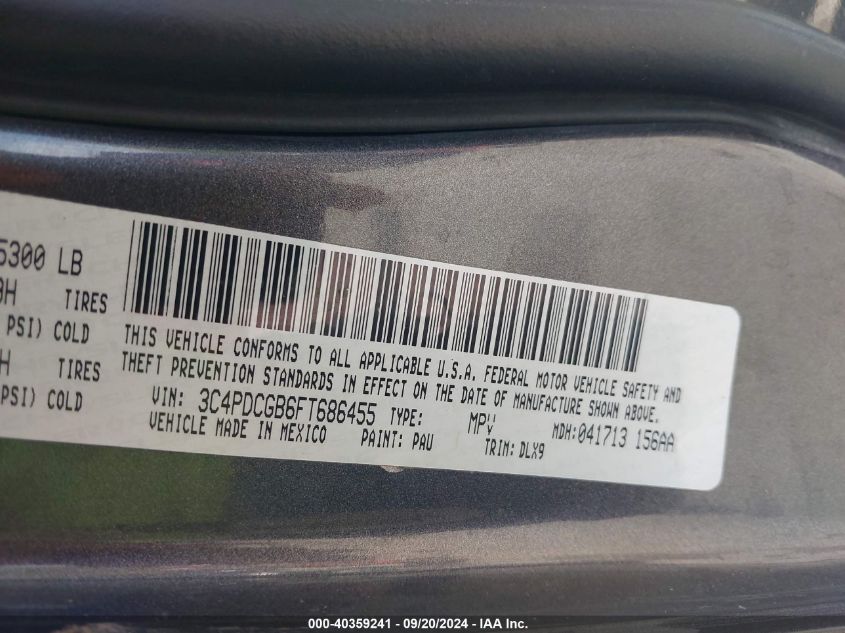 5300 LB
H TIRES
PSI) COLD
H TIRES
PSI) COLD
THIS VEHICLE CONFORMS TO ALL APPLICABLE U.S.A. FEDERAL MOTOR VEHICLE SAFETY AND
THEFT PREVENTION STANDARDS IN EFFECT ON THE DATE OF MANUFACTURE SHOWN ABOVE.
VIN: 3C4PDCGB6FT686455 TYPE: MPV MDH:041713 156AA
VEHICLE MADE IN MEXICO PAINT: PAU TRIM: DLX9
000-40359241 - 09/20/2024 - IAA Inc.